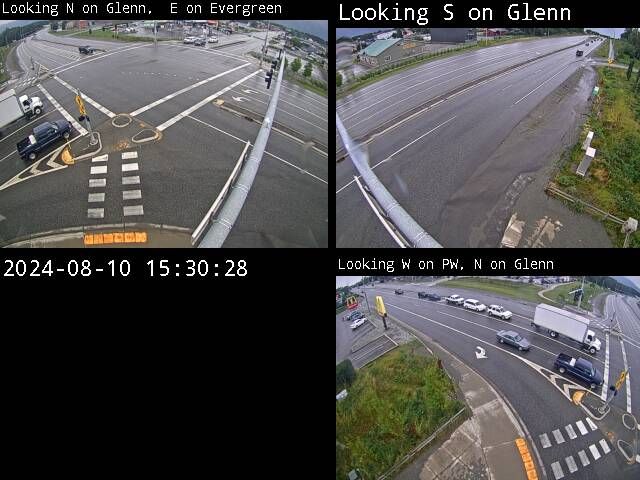 Looking N on Glenn, E on Evergreen
Looking S on Glenn
2024-08-10 15:30:28
Looking W on PW, N on Glenn